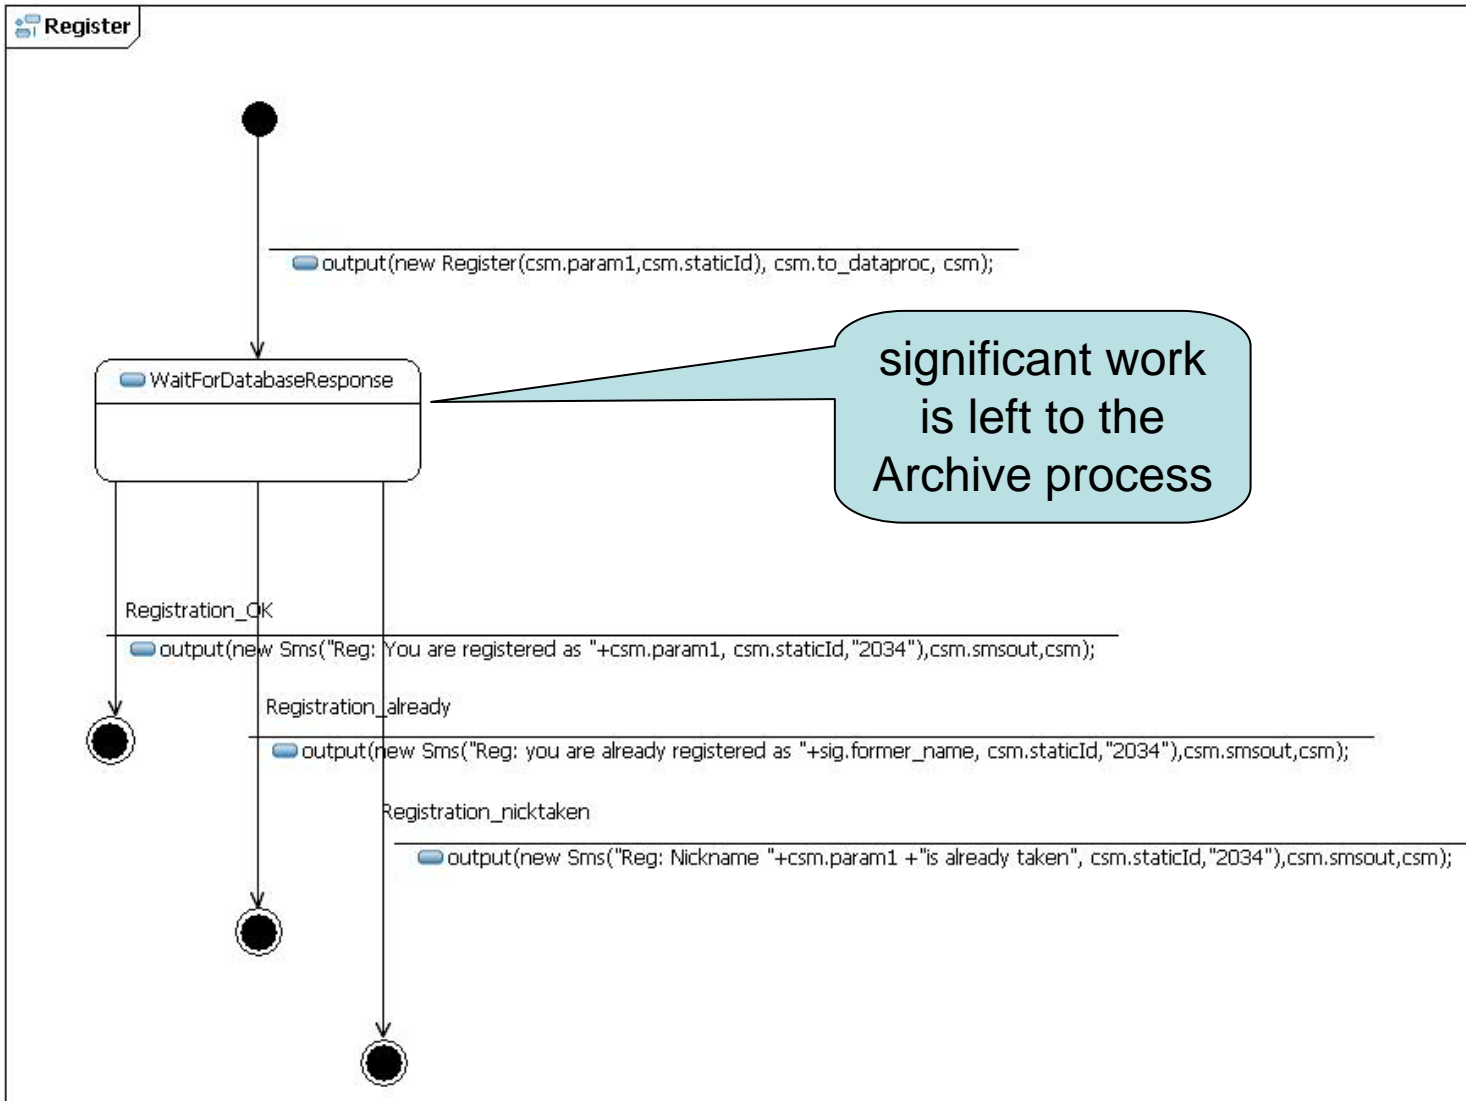 Register
output(new Register(csm.param1,csm.staticId), csm.to_dataproc, csm);
WaitForDatabaseResponse
significant work
is left to the
Archive process
Registration_OK
output(new Sms("Reg: You are registered as "+csm.param1, csm.staticId,"2034"),csm.smsout,csm);
Registration_already
output(new Sms("Reg: you are already registered as "+sig.former_name, csm.staticId,"2034"),csm.smsout,csm);
Registration_nicktaken
output(new Sms("Reg: Nickname "+csm.param1 +"is already taken", csm.staticId,"2034"),csm.smsout,csm);